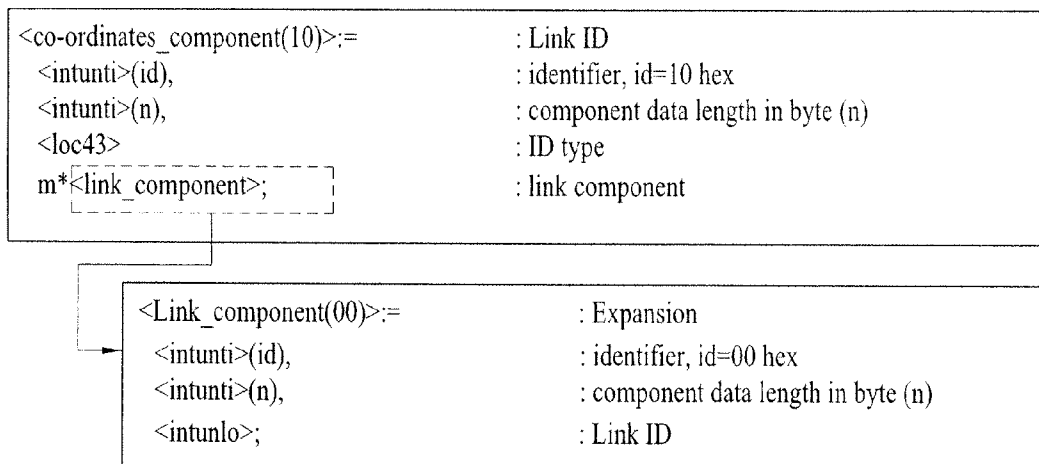 <co-ordinates_component(10)>:= : Link ID
<intunti>(id), : identifier, id=10 hex
<intunti>(n), : component data length in byte (n)
<loc43> : ID type
m*<link_component>; : link component
<Link_component(00)>:= : Expansion
<intunti>(id), : identifier, id=00 hex
<intunti>(n), : component data length in byte (n)
<intunlo>; : Link ID